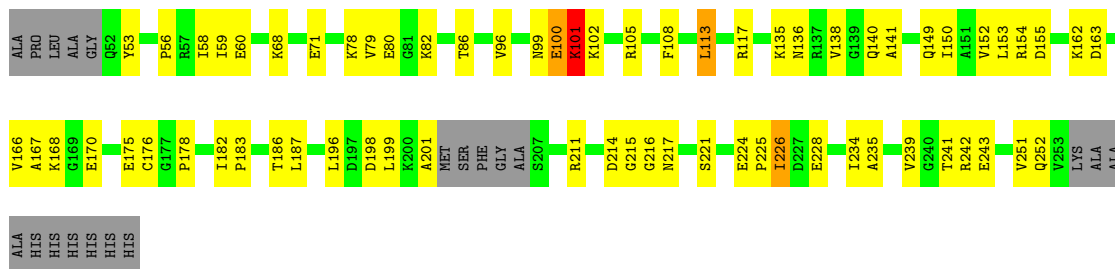 ALA PRO LEU ALA GLY Q52 Y53 P56 R57 I58 I59 E60 K68 E71 K78 V79 E80 G81 K82 T86 V96 N99 E100 K101 K102 R105 F108 L113 R117 K135 N136 R137 V138 G139 Q140 A141 Q149 I150 A151 V152 L153 R154 D155 K162 D163
V166 A167 K168 G169 E170 E175 C176 G177 P178 I182 P183 T186 L187 L196 D197 D198 L199 K200 A201 MET SER PHE GLY ALA S207 R211 D214 G215 G216 N217 S221 E224 P225 I226 D227 E228 I234 A235 V239 G240 T241 R242 E243 V251 Q252 V253 LYS ALA ALA
ALA HIS HIS HIS HIS HIS HIS